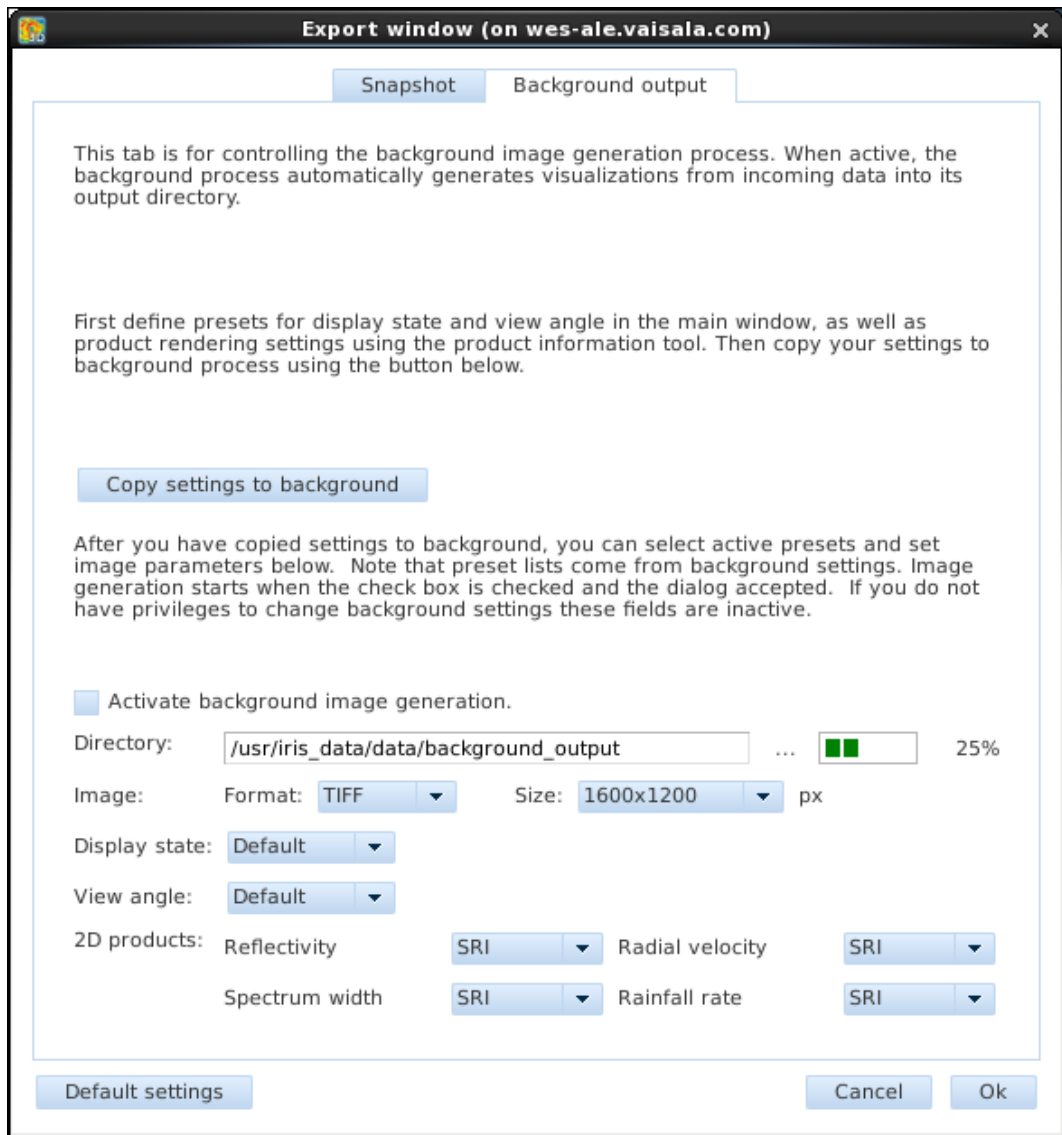 Export window (on wes-ale.vaisala.com)
Snapshot
Background output
This tab is for controlling the background image generation process. When active, the
background process automatically generates visualizations from incoming data into its
output directory.
First define presets for display state and view angle in the main window, as well as
product rendering settings using the product information tool. Then copy your settings to
background process using the button below.
Copy settings to background
After you have copied settings to background, you can select active presets and set
image parameters below.  Note that preset lists come from background settings. Image
generation starts when the check box is checked and the dialog accepted.  If you do not
have privileges to change background settings these fields are inactive.
Activate background image generation.
Directory: /usr/iris_data/data/background_output ... 25%
Image: Format: TIFF Size: 1600x1200 px
Display state: Default
View angle: Default
2D products: Reflectivity SRI Radial velocity SRI
Spectrum width SRI Rainfall rate SRI
Default settings Cancel Ok